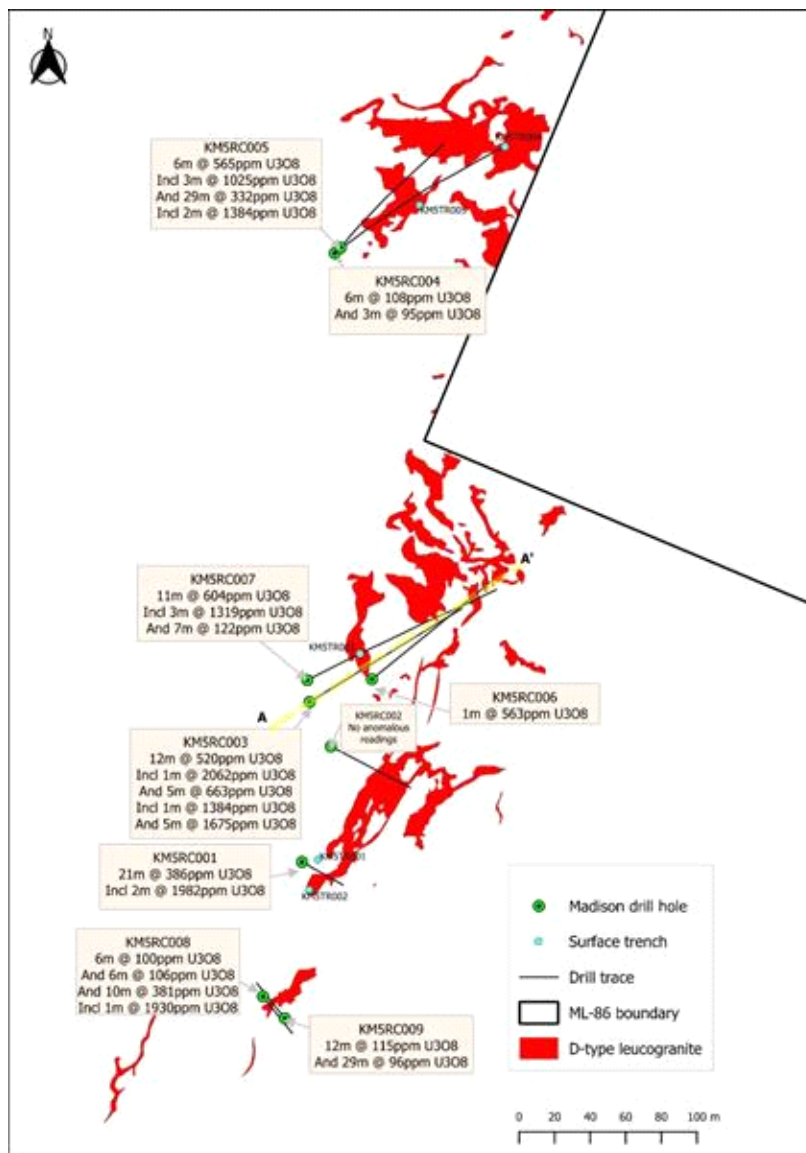 N
KM5RC005
6m @ 565ppm U3O8
Incl 3m @ 1025ppm U3O8
And 29m @ 332ppm U3O8
Incl 2m @ 1384ppm U3O8
KM5TR005
KM5RC004
6m @ 108ppm U3O8
And 3m @ 95ppm U3O8
A'
KM5RC007
11m @ 604ppm U3O8
Incl 3m @ 1319ppm U3O8
And 7m @ 122ppm U3O8
KM5RC006
1m @ 563ppm U3O8
A
KM5RC002
No anomalous
readings
KM5RC003
12m @ 520ppm U3O8
Incl 1m @ 2062ppm U3O8
And 5m @ 663ppm U3O8
Incl 1m @ 1384ppm U3O8
And 5m @ 1675ppm U3O8
KM5RC001
21m @ 386ppm U3O8
Incl 2m @ 1982ppm U3O8
KM5TR002
KM5RC008
6m @ 100ppm U3O8
And 6m @ 106ppm U3O8
And 10m @ 381ppm U3O8
Incl 1m @ 1930ppm U3O8
KM5RC009
12m @ 115ppm U3O8
And 29m @ 96ppm U3O8
Madison drill hole
Surface trench
Drill trace
ML-86 boundary
D-type leucogranite
0 20 40 60 80 100 m